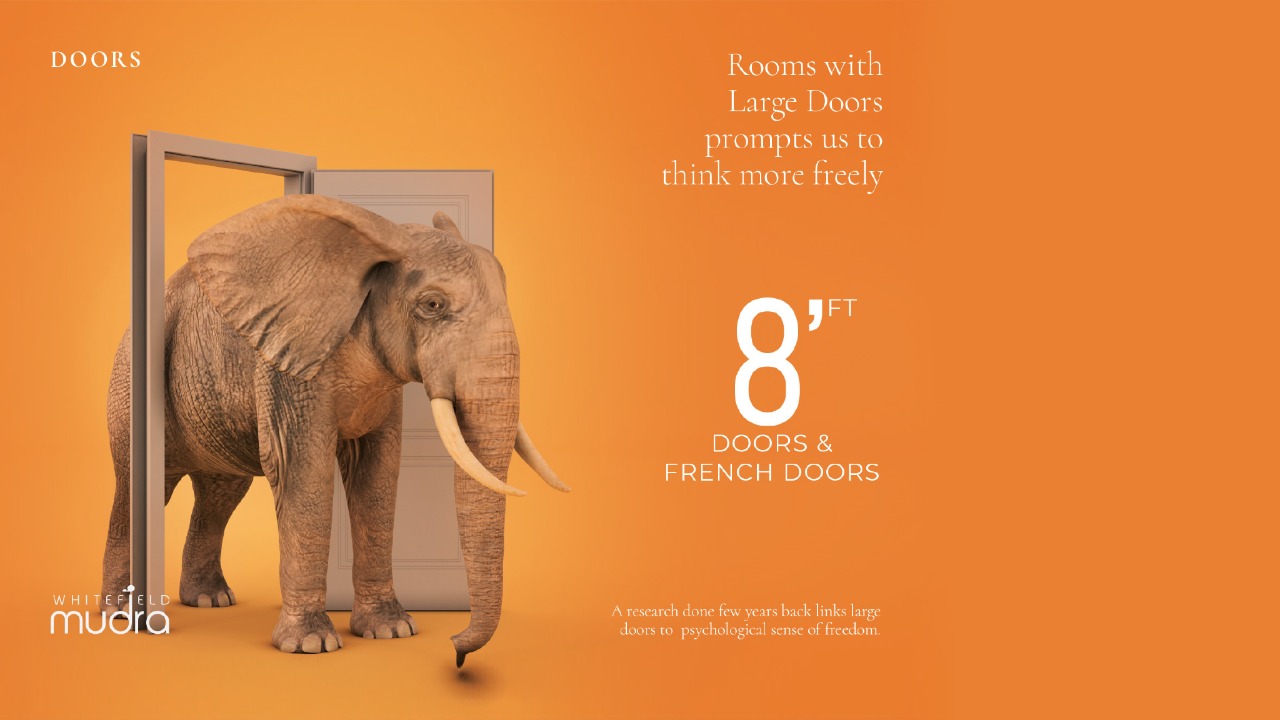 DOORS
Rooms with
Large Doors
prompts us to
think more freely
8’FT
DOORS &
FRENCH DOORS
WHITEFIELD
mudra
A research done few years back links large
doors to psychological sense of freedom.